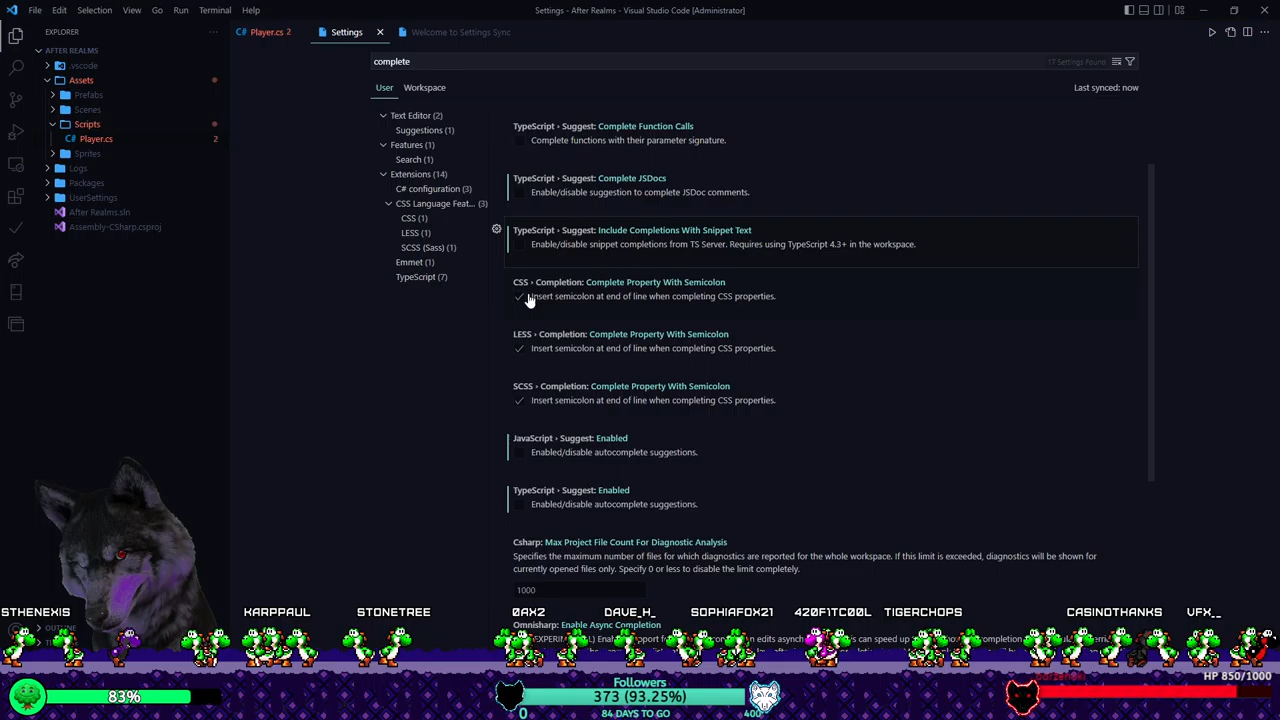 File Edit Selection View Go Run Terminal Help
Settings - After Realms - Visual Studio Code [Administrator]
EXPLORER
C# Player.cs 2
Settings
Welcome to Settings Sync
AFTER REALMS
.vscode
Assets
Prefabs
Scenes
Scripts
C# Player.cs 2
Sprites
Logs
Packages
UserSettings
After Realms.sln
Assembly-CSharp.csproj
complete
17 Settings Found
User Workspace
Last synced: now
Text Editor (2)
Suggestions (1)
Features (1)
Search (1)
Extensions (14)
C# configuration (3)
CSS Language Feat... (3)
CSS (1)
LESS (1)
SCSS (Sass) (1)
Emmet (1)
TypeScript (7)
TypeScript › Suggest: Complete Function Calls
Complete functions with their parameter signature.
TypeScript › Suggest: Complete JSDocs
Enable/disable suggestion to complete JSDoc comments.
TypeScript › Suggest: Include Completions With Snippet Text
Enable/disable snippet completions from TS Server. Requires using TypeScript 4.3+ in the workspace.
CSS › Completion: Complete Property With Semicolon
Insert semicolon at end of line when completing CSS properties.
LESS › Completion: Complete Property With Semicolon
Insert semicolon at end of line when completing CSS properties.
SCSS › Completion: Complete Property With Semicolon
Insert semicolon at end of line when completing CSS properties.
JavaScript › Suggest: Enabled
Enabled/disable autocomplete suggestions.
TypeScript › Suggest: Enabled
Enabled/disable autocomplete suggestions.
Csharp: Max Project File Count For Diagnostic Analysis
Specifies the maximum number of files for which diagnostics are reported for the whole workspace. If this limit is exceeded, diagnostics will be shown for
currently opened files only. Specify 0 or less to disable the limit completely.
1000
Omnisharp: Enable Async Completion
OUTLINE
STHENEXIS KARPPAUL STONETREE 0AX2 DAVE_H_ SOPHIAFOX21 420F1TC00L TIGERCHOPS CASINOTHANKS VFX__
83%
Followers
373 (93.25%)
0 84 DAYS TO GO 400
HP 850/1000